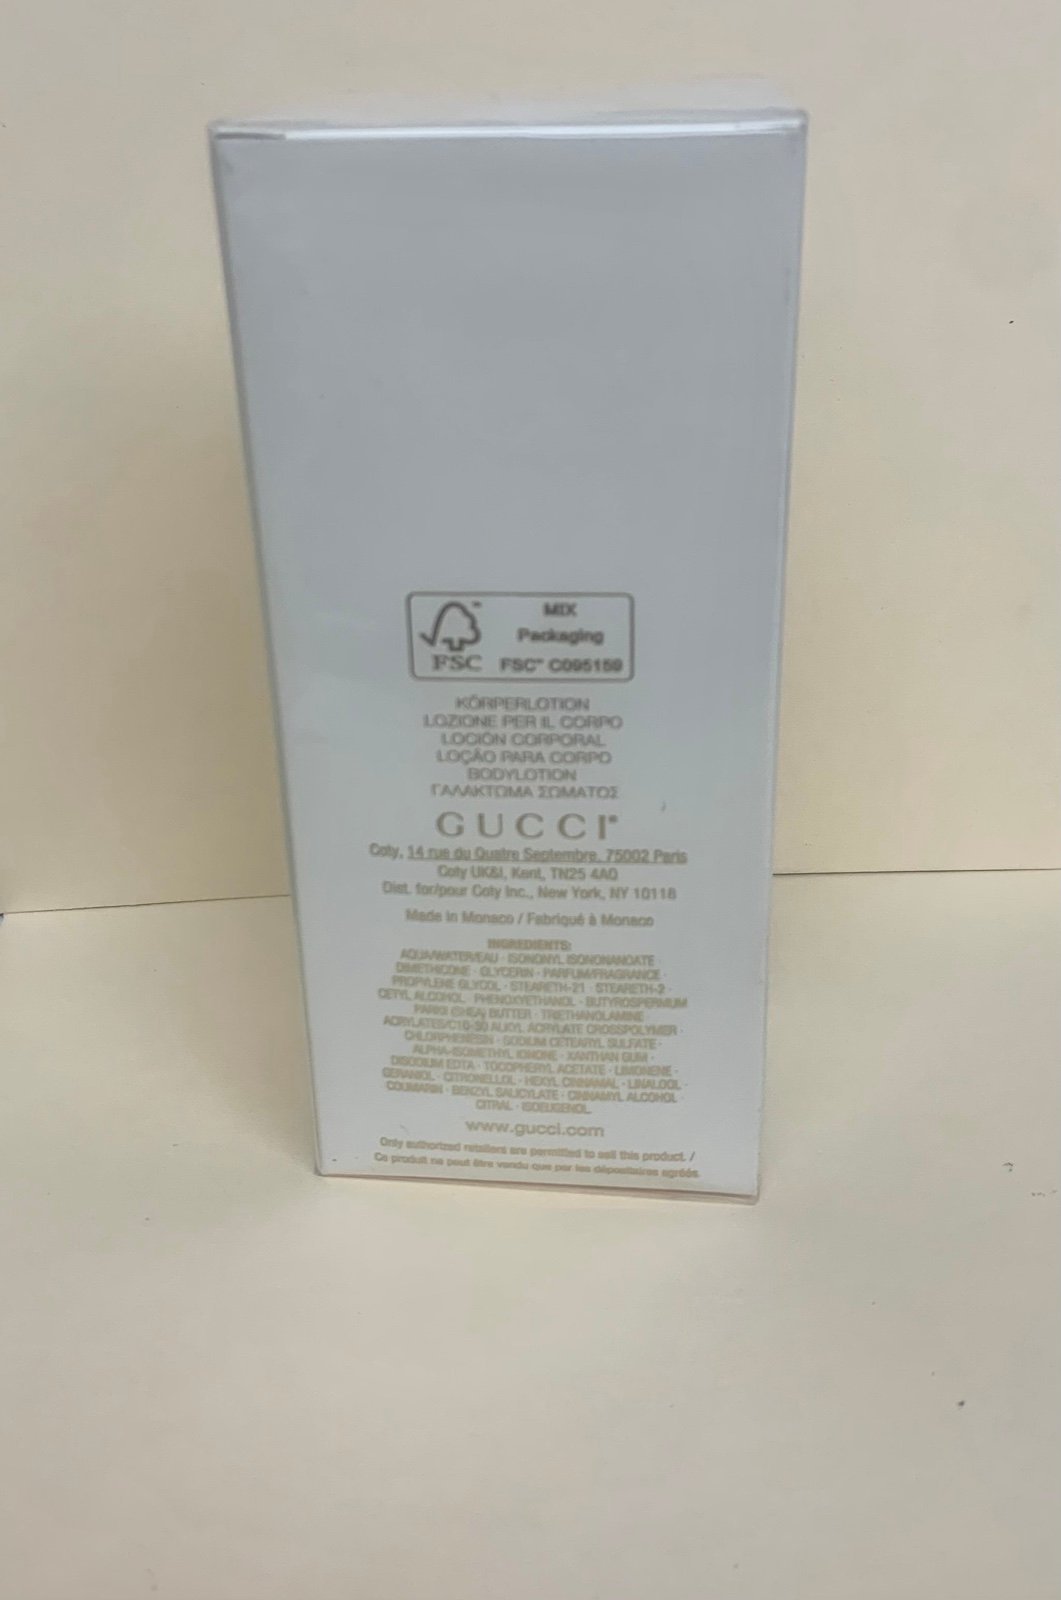 FSC™
MIX
Packaging
FSC™ C095159
KÖRPERLOTION
LOZIONE PER IL CORPO
LOCIÓN CORPORAL
LOÇÃO PARA CORPO
BODYLOTION
ΓΑΛΑΚΤΩΜΑ ΣΩΜΑΤΟΣ
GUCCI®
Coty, 14 rue du Quatre Septembre, 75002 Paris
Coty UK&I, Kent, TN25 4AQ
Dist. for/pour Coty Inc., New York, NY 10118
Made in Monaco / Fabriqué à Monaco
INGREDIENTS:
AQUA/WATER/EAU · ISONONYL ISONONANOATE
DIMETHICONE · GLYCERIN · PARFUM/FRAGRANCE ·
PROPYLENE GLYCOL · STEARETH-21 · STEARETH-2 ·
CETYL ALCOHOL · PHENOXYETHANOL · BUTYROSPERMUM
PARKII (SHEA) BUTTER · TRIETHANOLAMINE ·
ACRYLATES/C10-30 ALKYL ACRYLATE CROSSPOLYMER ·
CHLORPHENESIN · SODIUM CETEARYL SULFATE ·
ALPHA-ISOMETHYL IONONE · XANTHAN GUM ·
DISODIUM EDTA · TOCOPHERYL ACETATE · LIMONENE ·
GERANIOL · CITRONELLOL · HEXYL CINNAMAL · LINALOOL ·
COUMARIN · BENZYL SALICYLATE · CINNAMYL ALCOHOL ·
CITRAL · ISOEUGENOL
www.gucci.com
Only authorized retailers are permitted to sell this product. /
Ce produit ne peut être vendu que par les dépositaires agréés.